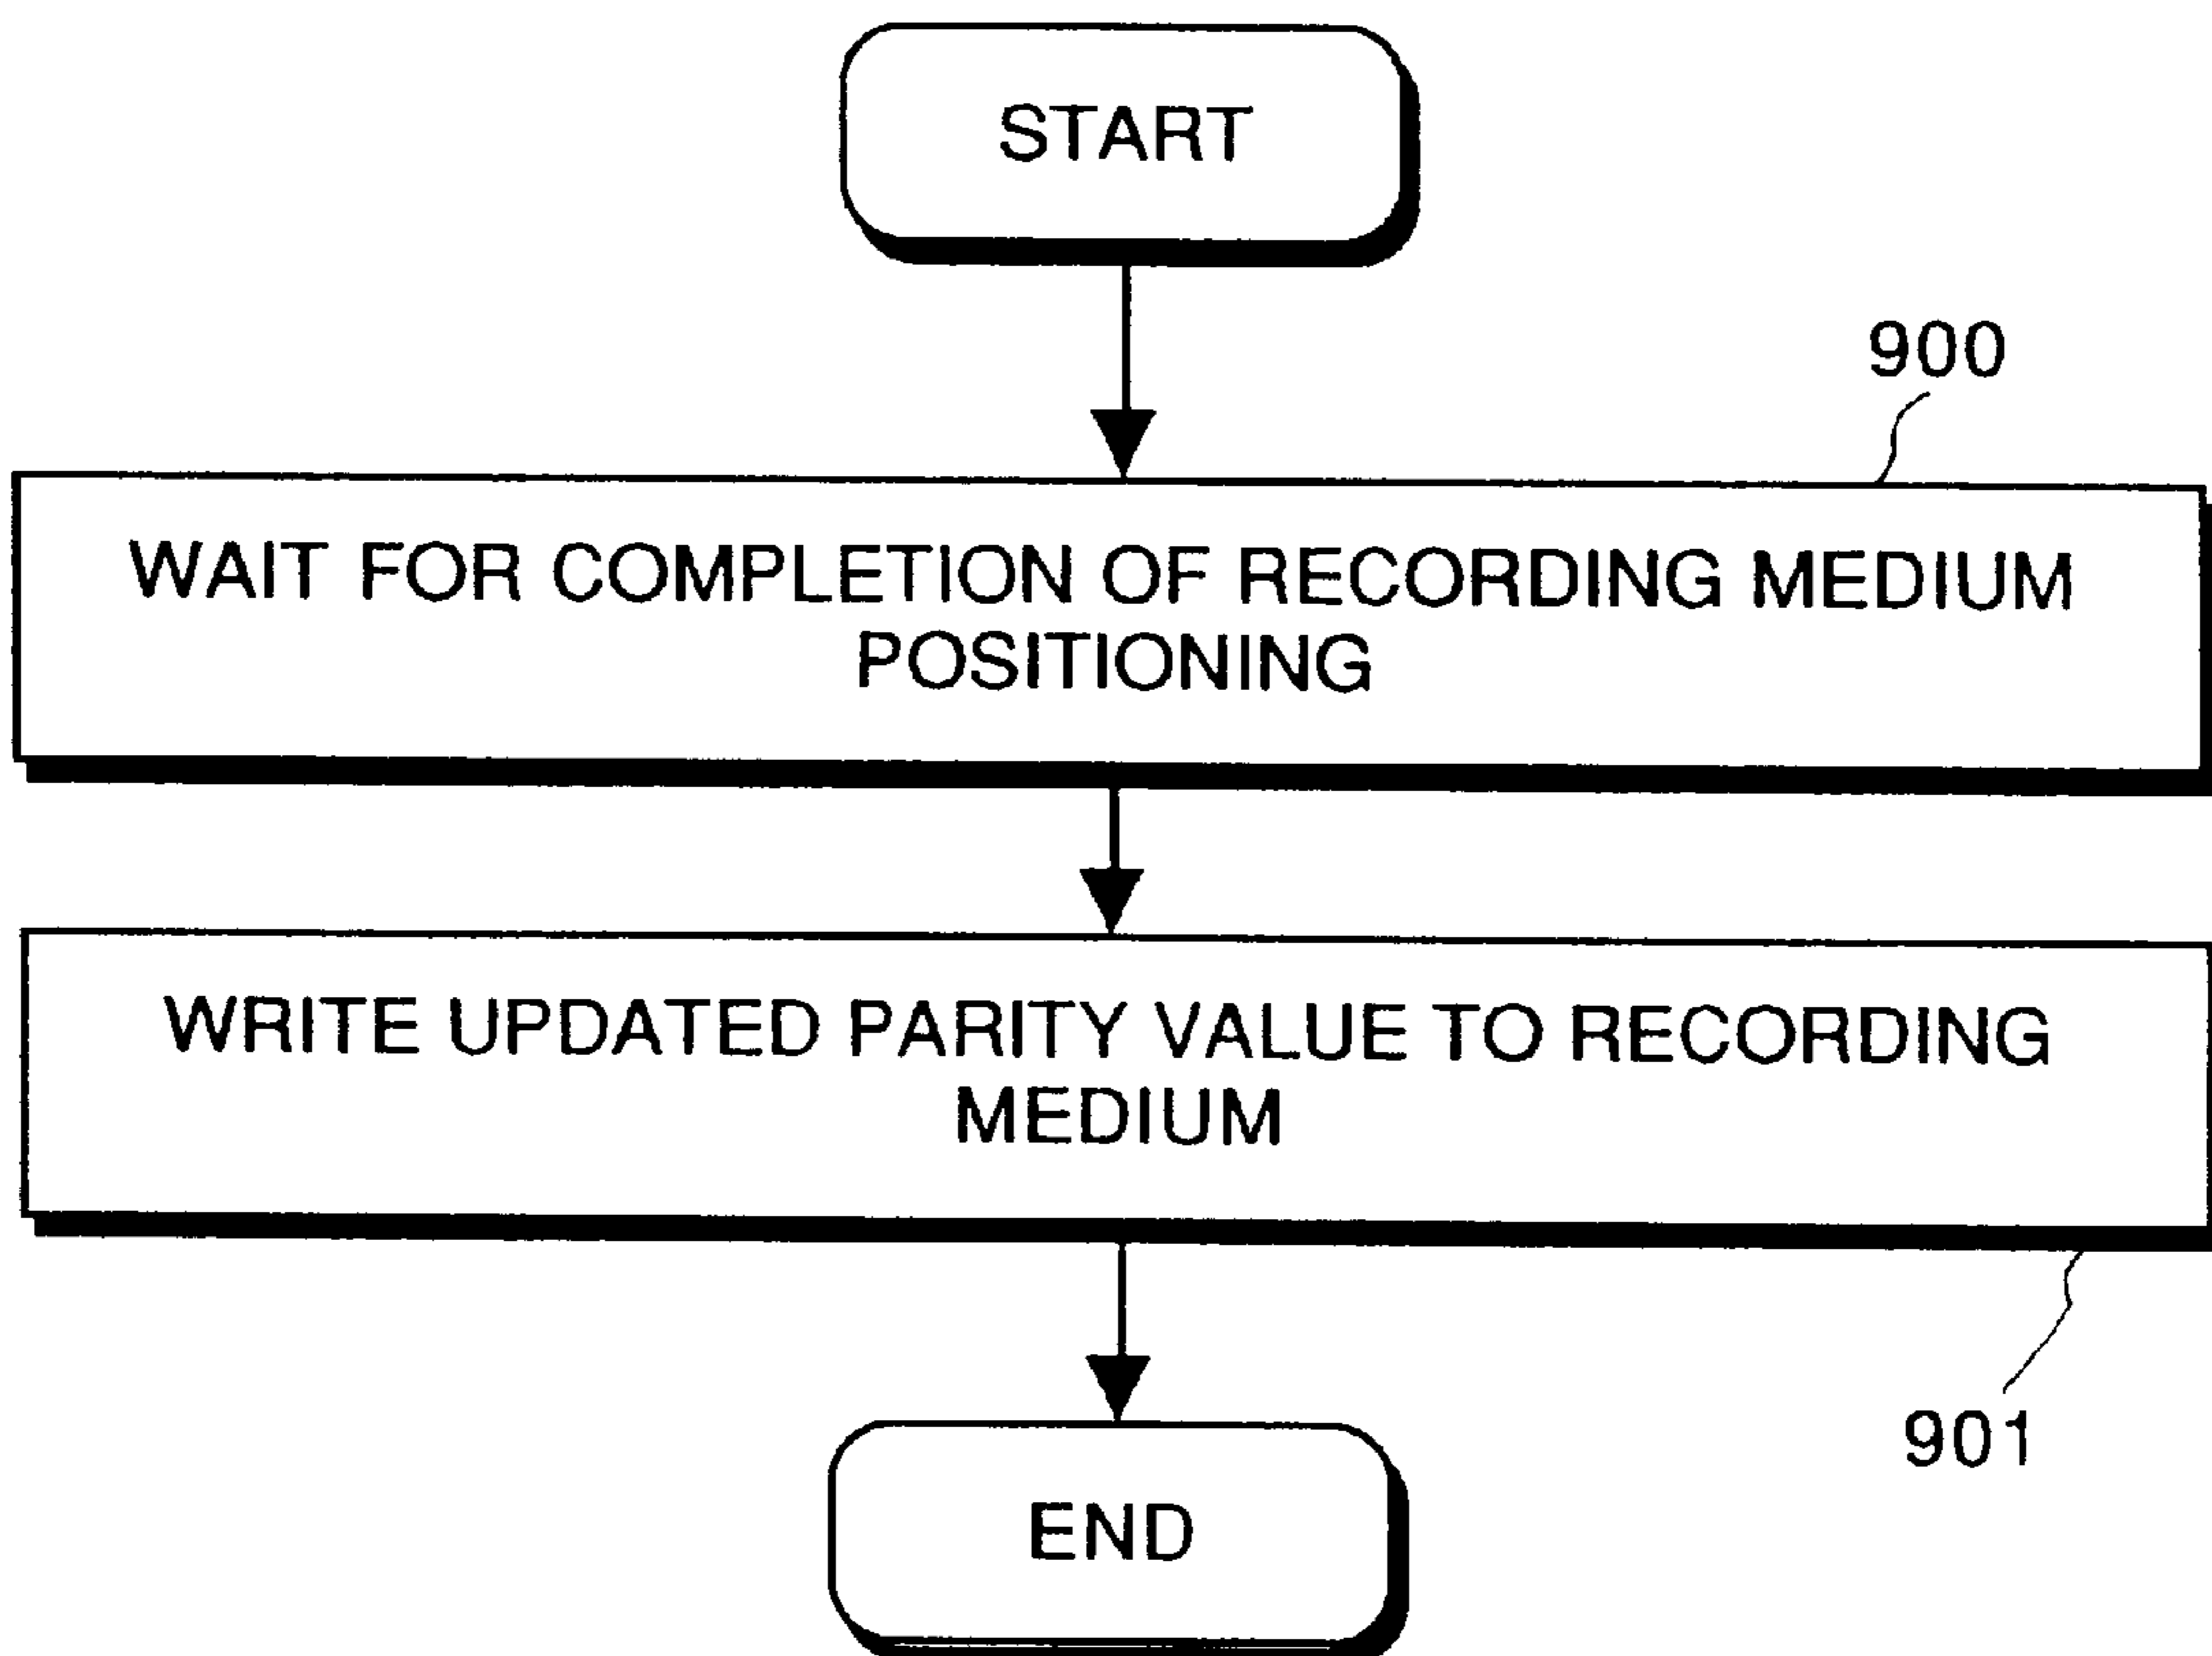 START
900
WAIT FOR COMPLETION OF RECORDING MEDIUM
POSITIONING
WRITE UPDATED PARITY VALUE TO RECORDING
MEDIUM
901
END